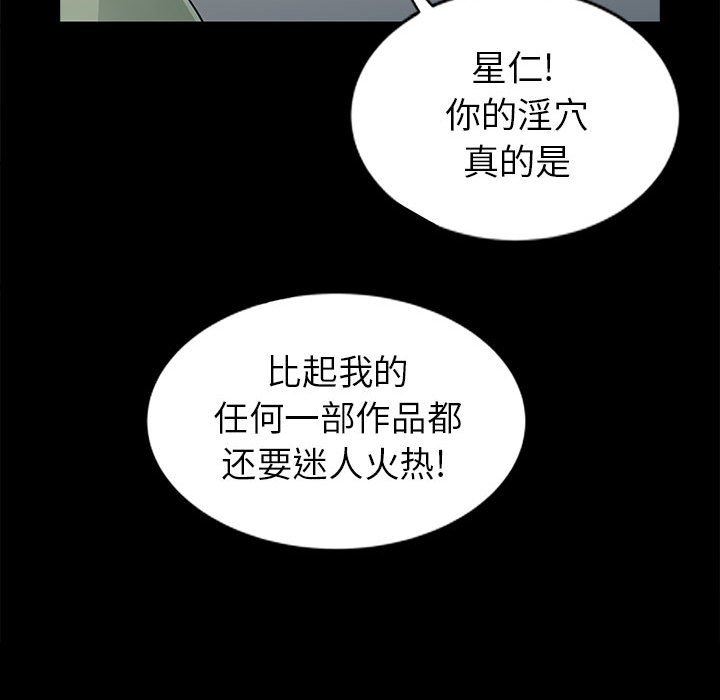 星仁!
你的淫穴
真的是
比起我的
任何一部作品都
还要迷人火热!